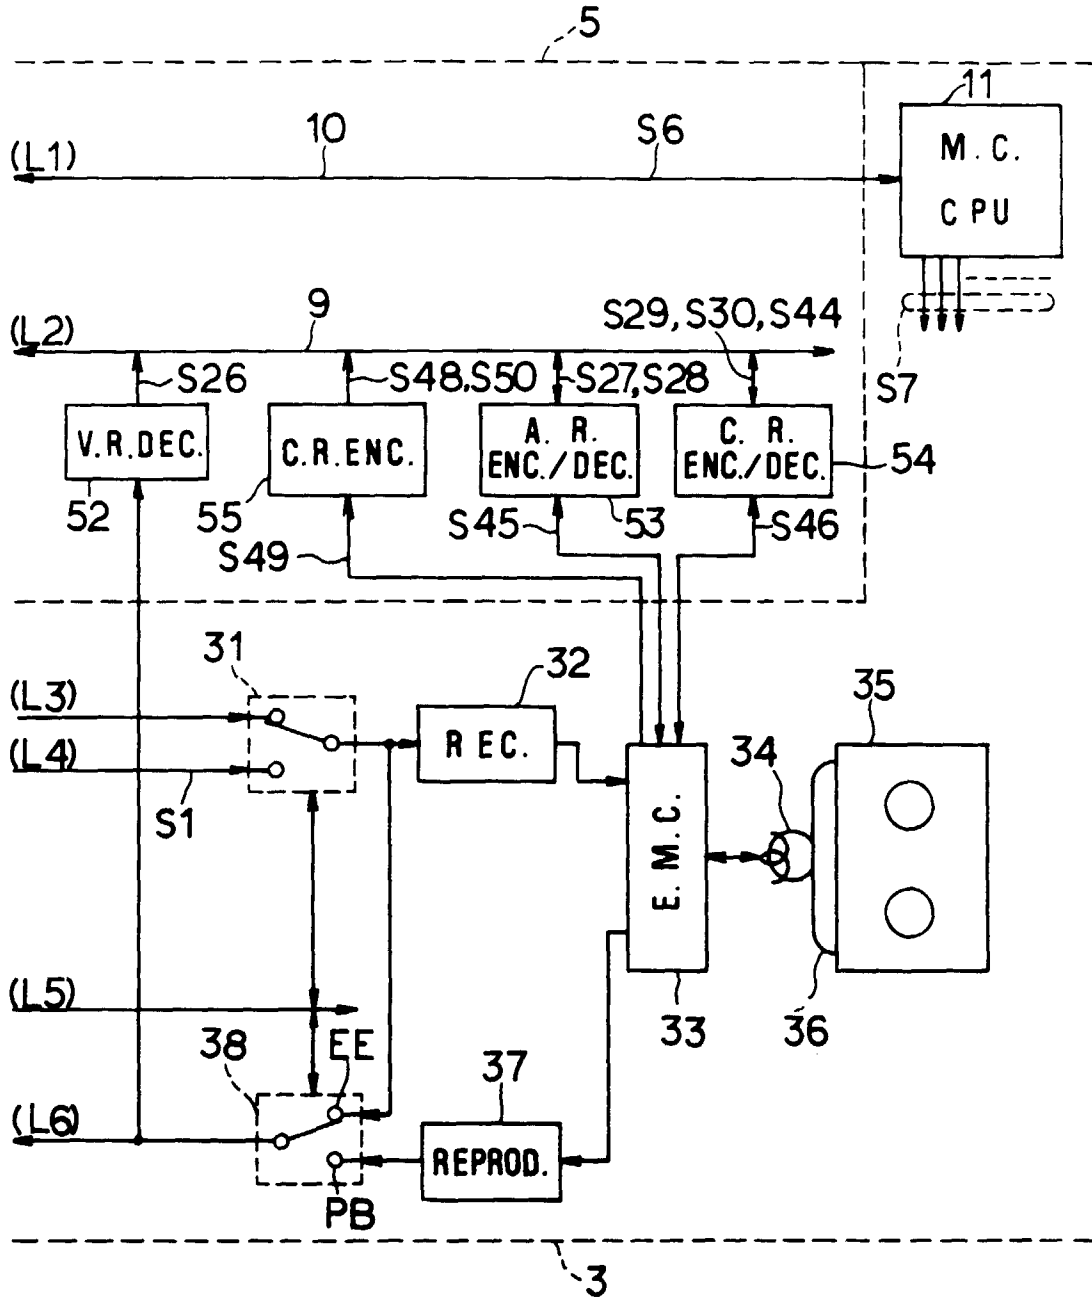 5
11
M.C.
CPU
(L1)
10
S6
(L2)
9
S29, S30, S44
S7
S26
S48, S50
S27, S28
V.R.DEC.
C.R.ENC.
A. R.
ENC./DEC.
C. R.
ENC./DEC.
54
52
55
S45
53
S46
S49
31
32
35
(L3)
REC.
(L4)
34
S1
E.M.C.
(L5)
33
36
38
EE
37
(L6)
REPROD.
PB
3